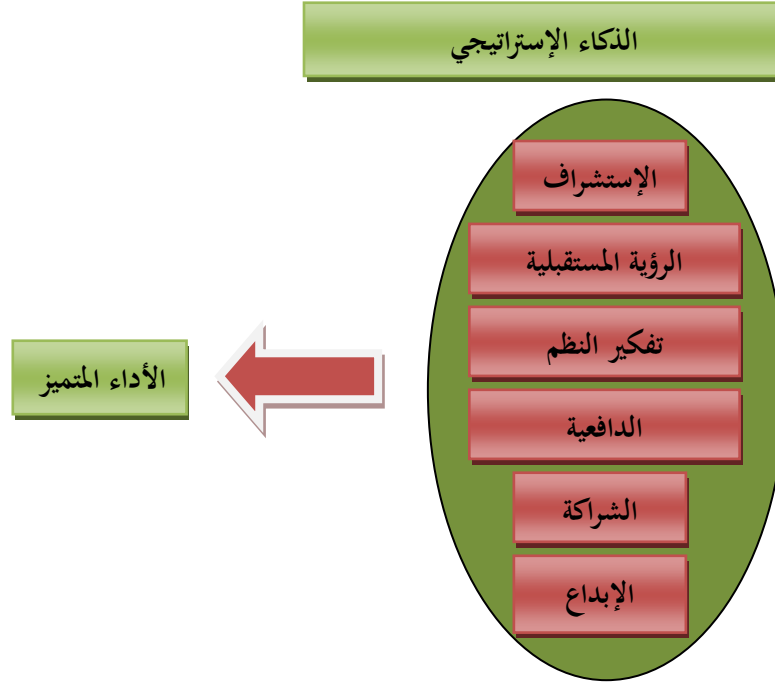 الذكاء الإستراتيجي
الإستشراف
الرؤية المستقبلية
تفكير النظم
الدافعية
الشراكة
الإبداع
الأداء المتميز